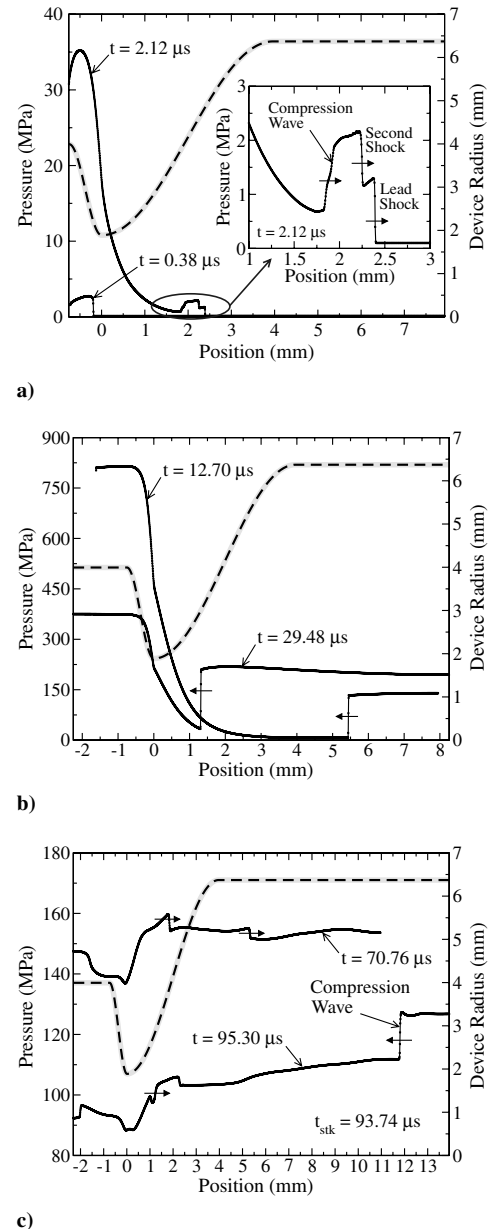 40
35
30
25
20
15
10
5
0
Pressure (MPa)
0 1 2 3 4 5 6 7
Position (mm)
7
6
5
4
3
2
1
0
Device Radius (mm)
t = 2.12 µs
t = 0.38 µs
3
2
1
0
Pressure (MPa)
1 1.5 2 2.5 3
Position (mm)
Compression
Wave
Second
Shock
Lead
Shock
t = 2.12 µs
a)
900
750
600
450
300
150
0
Pressure (MPa)
-2 -1 0 1 2 3 4 5 6 7 8
Position (mm)
7
6
5
4
3
2
1
0
Device Radius (mm)
t = 12.70 µs
t = 29.48 µs
b)
180
160
140
120
100
80
Pressure (MPa)
-2 -1 0 1 2 3 4 5 6 7 8 9 10 11 12 13
Position (mm)
7
6
5
4
3
2
1
0
Device Radius (mm)
t = 70.76 µs
Compression
Wave
t = 95.30 µs
tstk = 93.74 µs
c)